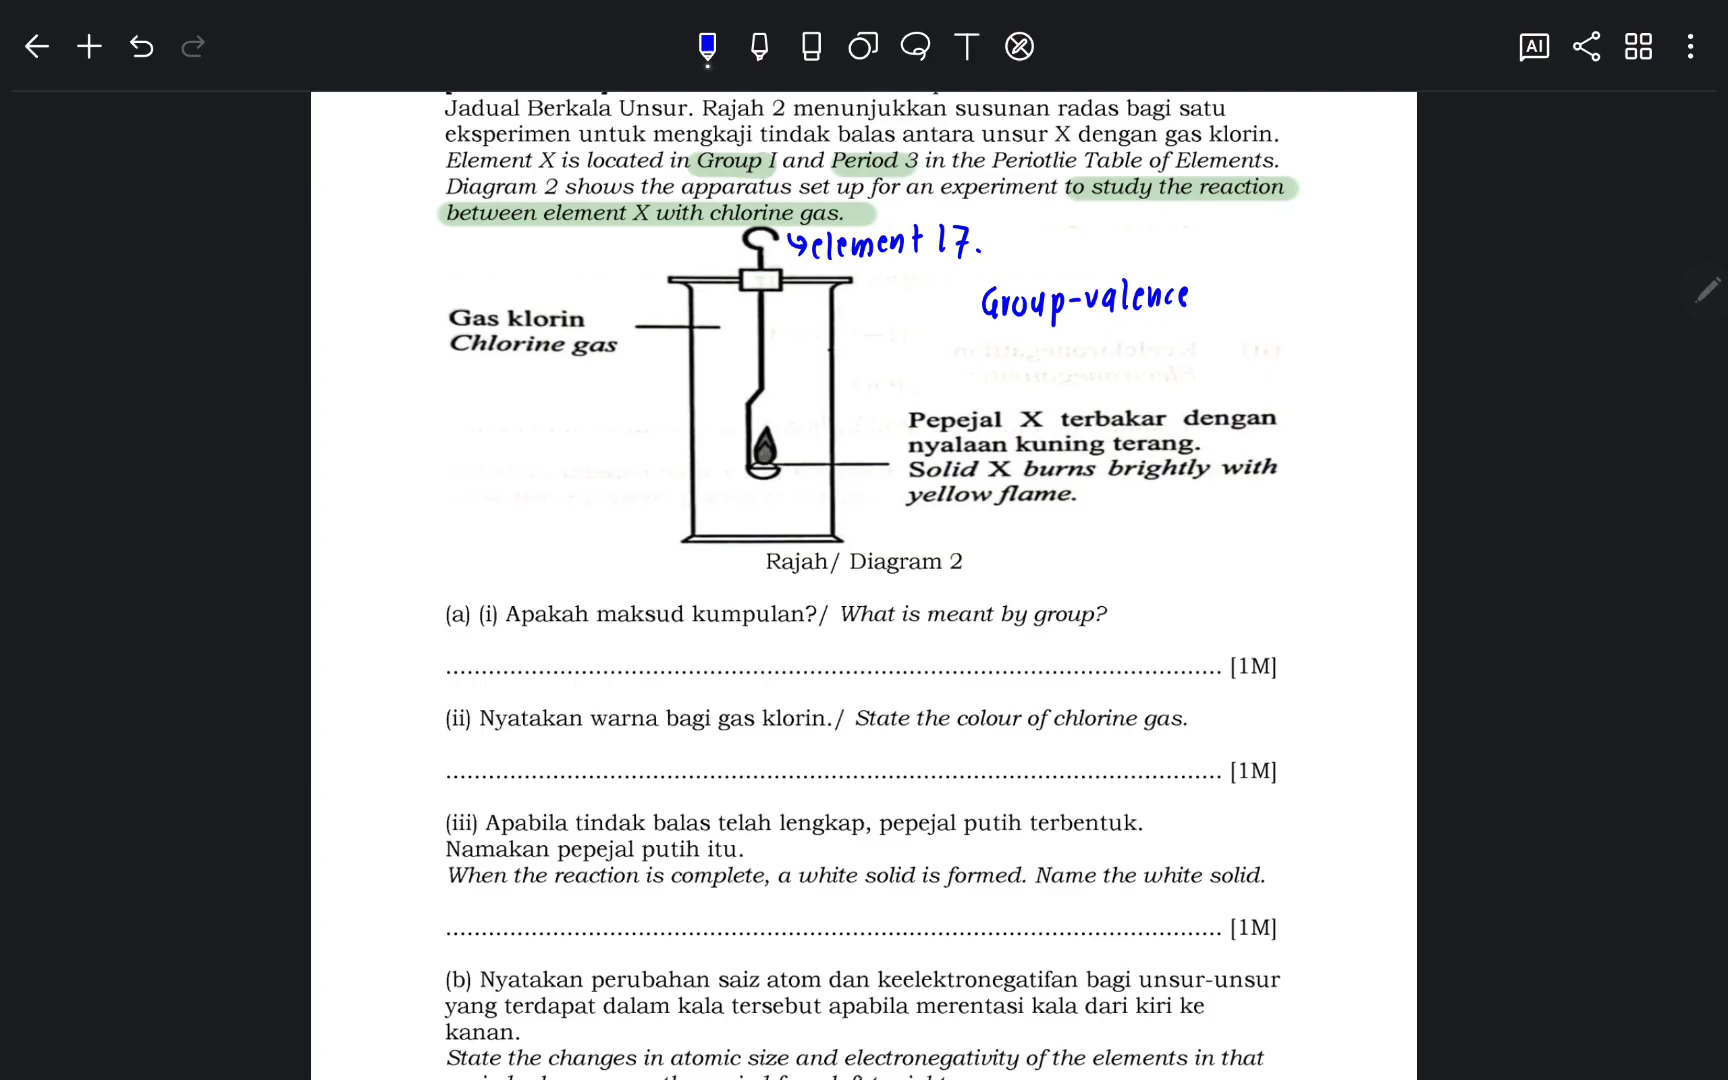 Jadual Berkala Unsur. Rajah 2 menunjukkan susunan radas bagi satu
eksperimen untuk mengkaji tindak balas antara unsur X dengan gas klorin.
Element X is located in Group I and Period 3 in the Periotlie Table of Elements.
Diagram 2 shows the apparatus set up for an experiment to study the reaction
between element X with chlorine gas.
↳element 17.
Group-valence
Gas klorin
Chlorine gas
Pepejal X terbakar dengan
nyalaan kuning terang.
Solid X burns brightly with
yellow flame.
Rajah/ Diagram 2
(a) (i) Apakah maksud kumpulan?/ What is meant by group?
.......................................................................................... [1M]
(ii) Nyatakan warna bagi gas klorin./ State the colour of chlorine gas.
.......................................................................................... [1M]
(iii) Apabila tindak balas telah lengkap, pepejal putih terbentuk.
Namakan pepejal putih itu.
When the reaction is complete, a white solid is formed. Name the white solid.
.......................................................................................... [1M]
(b) Nyatakan perubahan saiz atom dan keelektronegatifan bagi unsur-unsur
yang terdapat dalam kala tersebut apabila merentasi kala dari kiri ke
kanan.
State the changes in atomic size and electronegativity of the elements in that